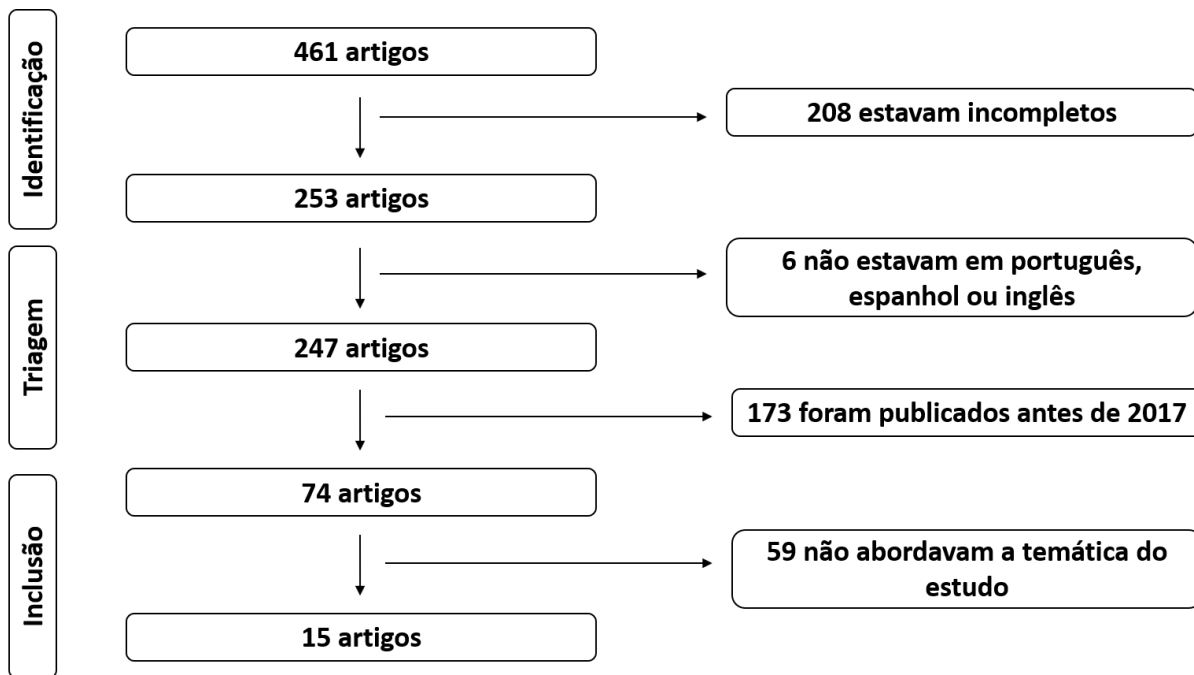 Identificação
461 artigos
208 estavam incompletos
253 artigos
Triagem
6 não estavam em português,
espanhol ou inglês
247 artigos
173 foram publicados antes de 2017
Inclusão
74 artigos
59 não abordavam a temática do
estudo
15 artigos